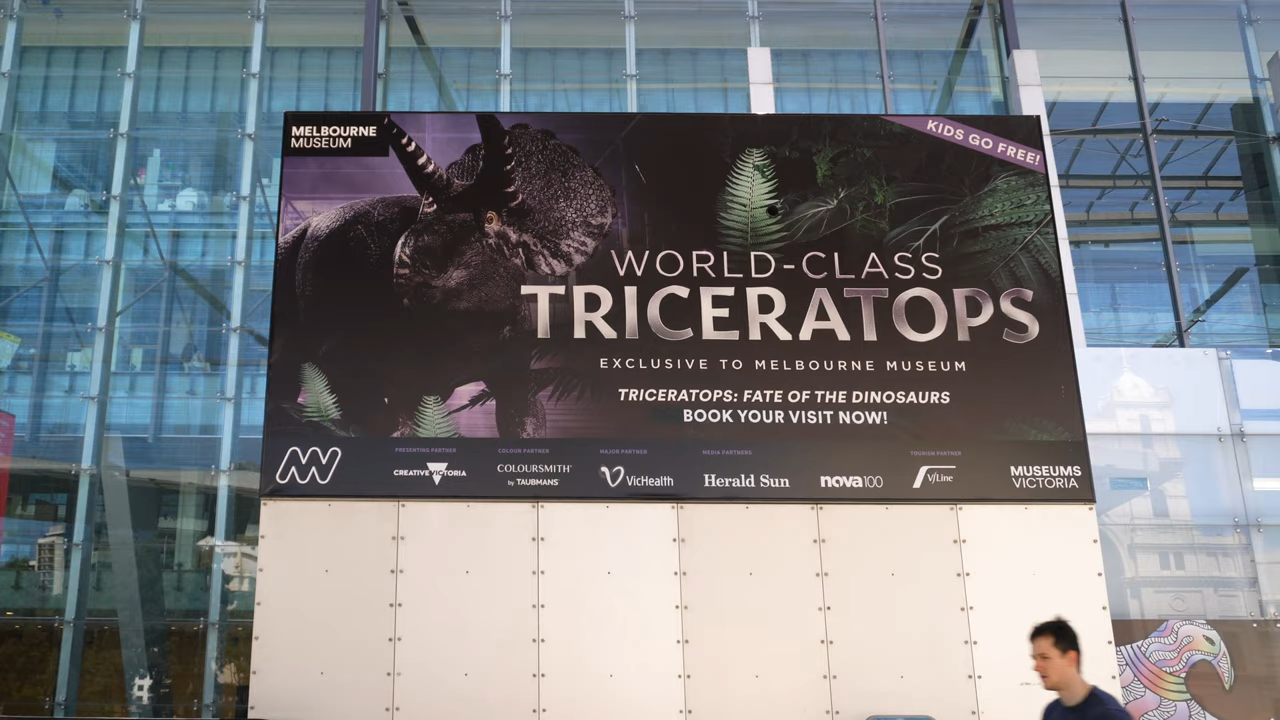 MELBOURNE
MUSEUM
KIDS GO FREE!
WORLD-CLASS
TRICERATOPS
EXCLUSIVE TO MELBOURNE MUSEUM
TRICERATOPS: FATE OF THE DINOSAURS
BOOK YOUR VISIT NOW!
PRESENTING PARTNER
CREATIVE VICTORIA
COLOUR PARTNER
COLOURSMITH
by TAUBMANS
MAJOR PARTNER
VicHealth
MEDIA PARTNERS
Herald Sun
nova100
TOURISM PARTNER
V/Line
MUSEUMS
VICTORIA